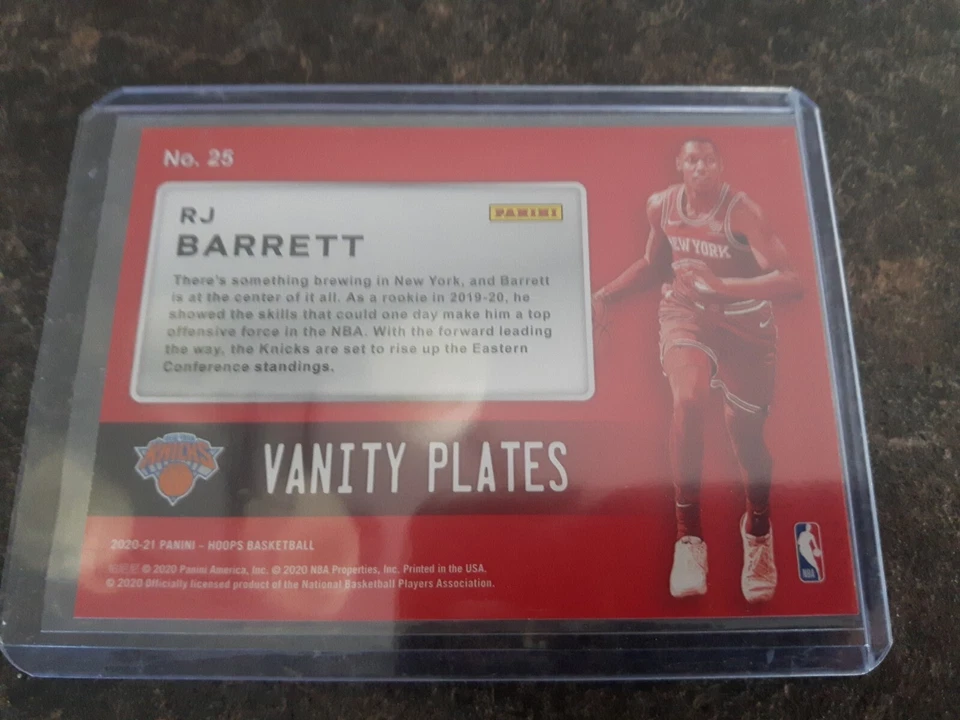 No. 25
RJ
BARRETT
PANINI
There's something brewing in New York, and Barrett
is at the center of it all. As a rookie in 2019-20, he
showed the skills that could one day make him a top
offensive force in the NBA. With the forward leading
the way, the Knicks are set to rise up the Eastern
Conference standings.
NEW YORK
KNICKS
VANITY PLATES
2020-21 PANINI – HOOPS BASKETBALL
© 2020 Panini America, Inc. © 2020 NBA Properties, Inc. Printed in the USA.
© 2020 Officially licensed product of the National Basketball Players Association.
NBA